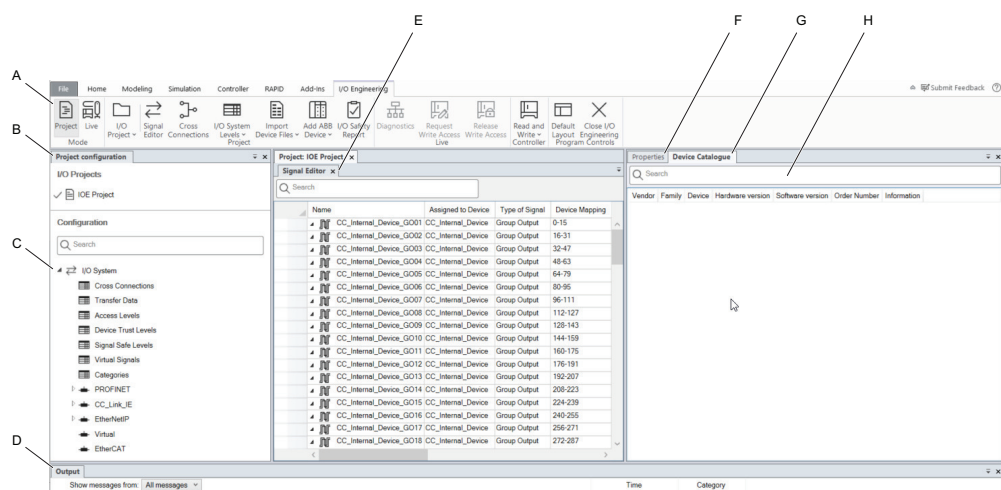 E F G H
A
File Home Modeling Simulation Controller RAPID Add-Ins I/O Engineering Submit Feedback
Project Live I/O Project Signal Editor Cross Connections I/O System Levels Import Device Files Add ABB Device I/O Safety Report Diagnostics Request Write Access Release Write Access Read and Write Default Layout Close I/O Engineering
Mode Project Live Controller Program Controls
B
Project configuration Project: IOE Project Properties Device Catalogue
I/O Projects Signal Editor
Search Search
IOE Project
Vendor Family Device Hardware version Software version Order Number Information
Configuration
Search
Name Assigned to Device Type of Signal Device Mapping
CC_Internal_Device_GO01 CC_Internal_Device Group Output 0-15
CC_Internal_Device_GO02 CC_Internal_Device Group Output 16-31
CC_Internal_Device_GO03 CC_Internal_Device Group Output 32-47
CC_Internal_Device_GO04 CC_Internal_Device Group Output 48-63
CC_Internal_Device_GO05 CC_Internal_Device Group Output 64-79
CC_Internal_Device_GO06 CC_Internal_Device Group Output 80-95
CC_Internal_Device_GO07 CC_Internal_Device Group Output 96-111
CC_Internal_Device_GO08 CC_Internal_Device Group Output 112-127
CC_Internal_Device_GO09 CC_Internal_Device Group Output 128-143
CC_Internal_Device_GO10 CC_Internal_Device Group Output 144-159
CC_Internal_Device_GO11 CC_Internal_Device Group Output 160-175
CC_Internal_Device_GO12 CC_Internal_Device Group Output 176-191
CC_Internal_Device_GO13 CC_Internal_Device Group Output 192-207
CC_Internal_Device_GO14 CC_Internal_Device Group Output 208-223
CC_Internal_Device_GO15 CC_Internal_Device Group Output 224-239
CC_Internal_Device_GO16 CC_Internal_Device Group Output 240-255
CC_Internal_Device_GO17 CC_Internal_Device Group Output 256-271
CC_Internal_Device_GO18 CC_Internal_Device Group Output 272-287
C
I/O System
Cross Connections
Transfer Data
Access Levels
Device Trust Levels
Signal Safe Levels
Virtual Signals
Categories
PROFINET
CC_Link_IE
EtherNetIP
Virtual
EtherCAT
D
Output
Show messages from: All messages Time Category